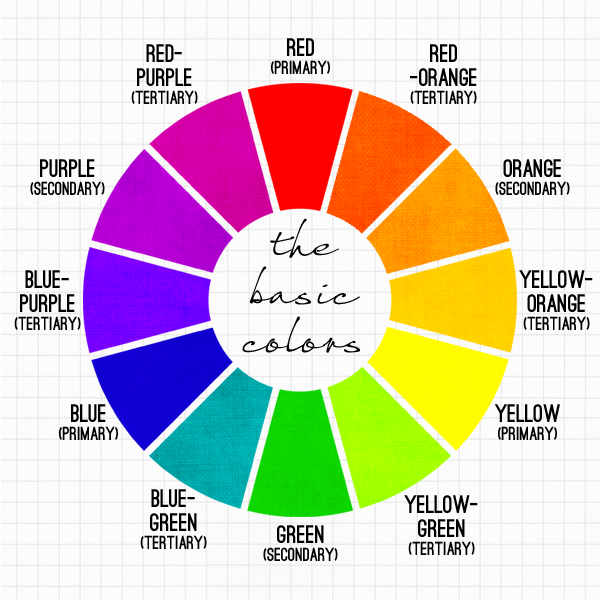 RED
(PRIMARY)
RED
-ORANGE
(TERTIARY)
ORANGE
(SECONDARY)
YELLOW-
ORANGE
(TERTIARY)
YELLOW
(PRIMARY)
YELLOW-
GREEN
(TERTIARY)
GREEN
(SECONDARY)
BLUE-
GREEN
(TERTIARY)
BLUE
(PRIMARY)
BLUE-
PURPLE
(TERTIARY)
PURPLE
(SECONDARY)
RED-
PURPLE
(TERTIARY)
the
basic
colors